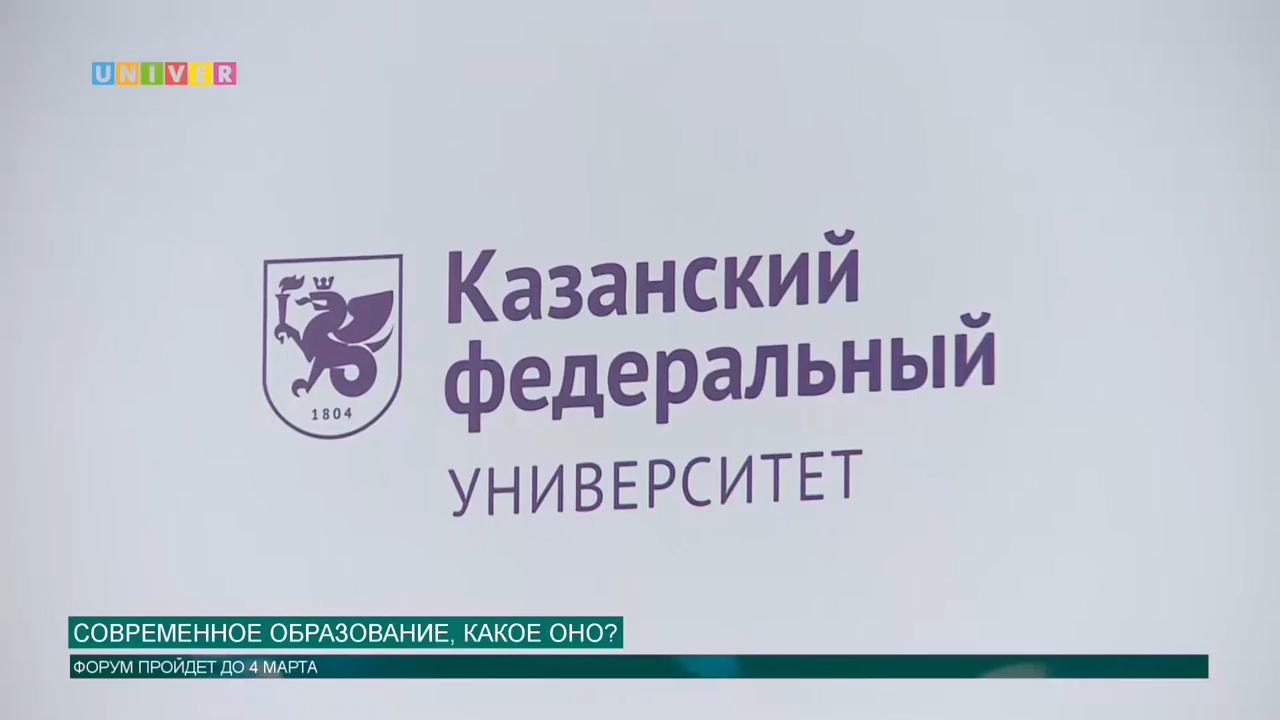 UNIVER
Казанский
федеральный
УНИВЕРСИТЕТ
1804
СОВРЕМЕННОЕ ОБРАЗОВАНИЕ, КАКОЕ ОНО?
ФОРУМ ПРОЙДЕТ ДО 4 МАРТА